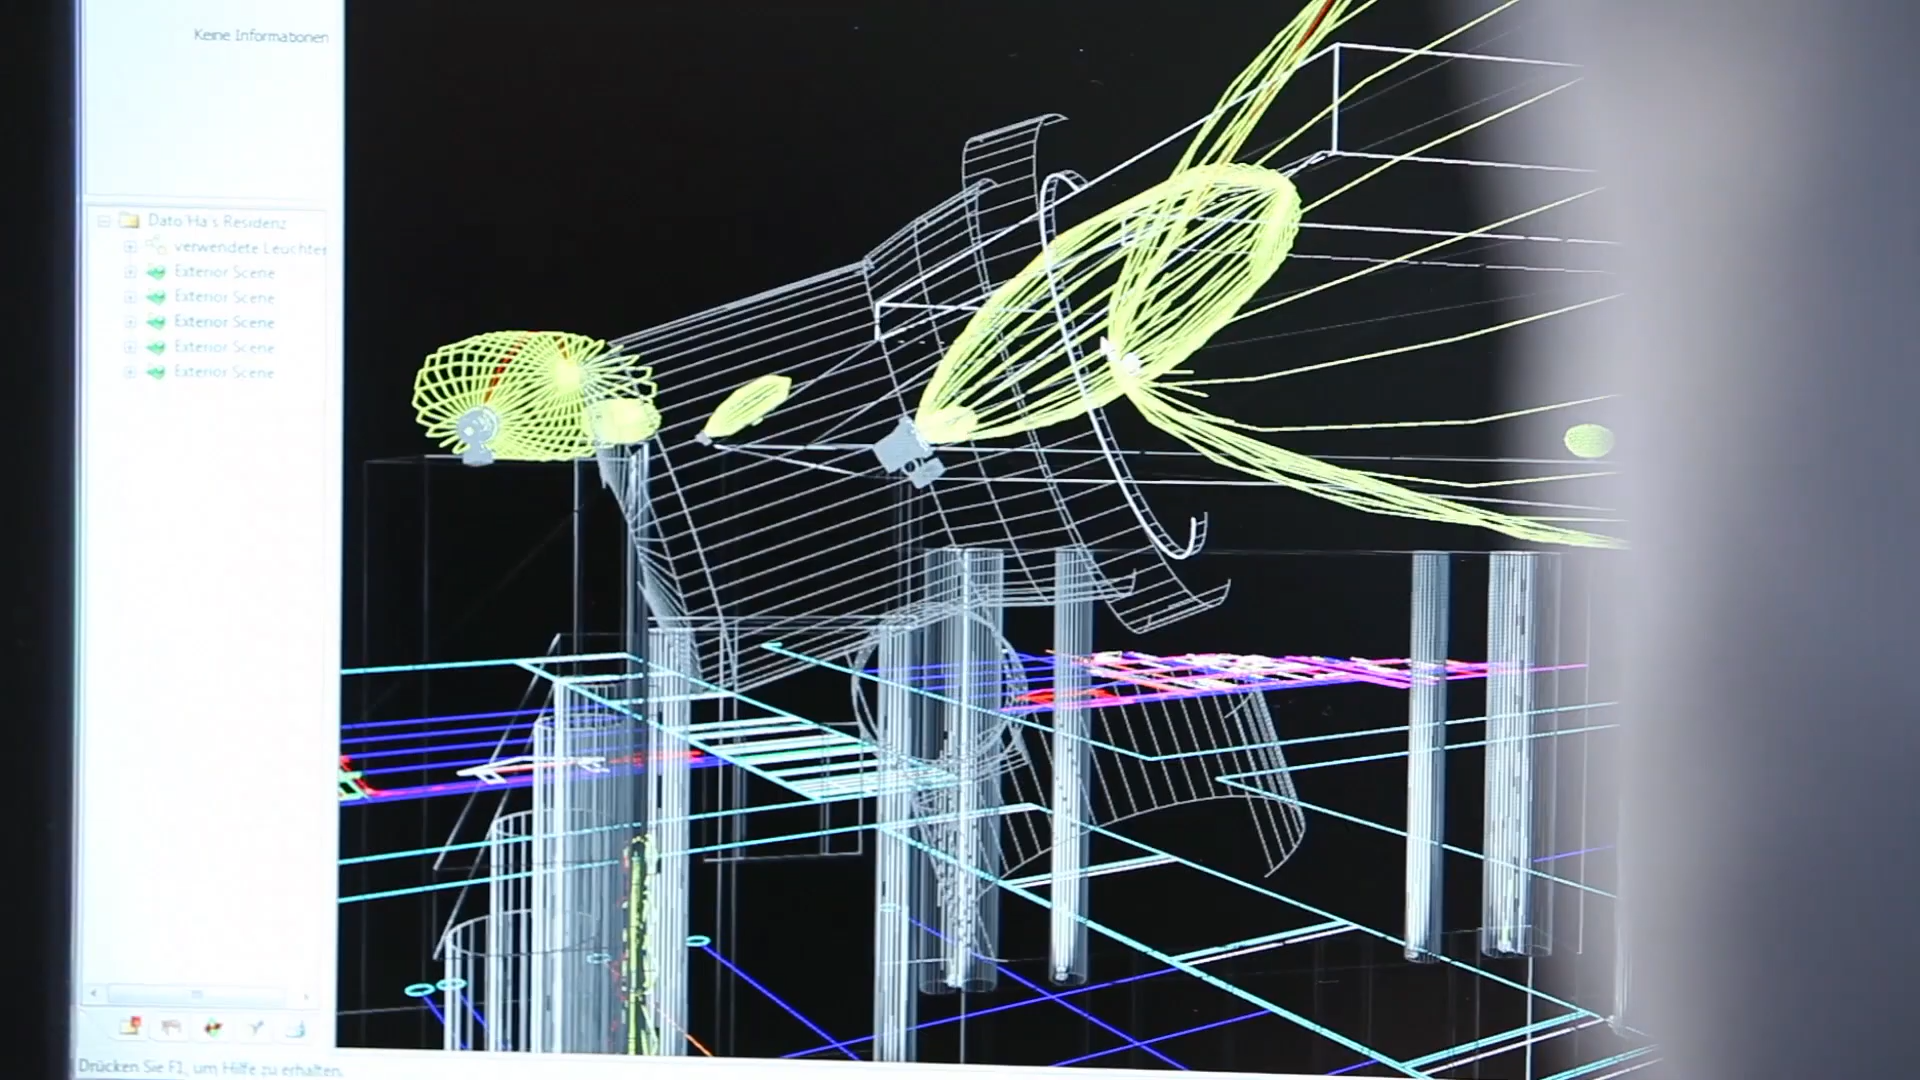 Keine Informationen
Dato Ha's Residenz
verwendete Leuchten
Exterior Scene
Exterior Scene
Exterior Scene
Exterior Scene
Exterior Scene
Drücken Sie F1, um Hilfe zu erhalten.